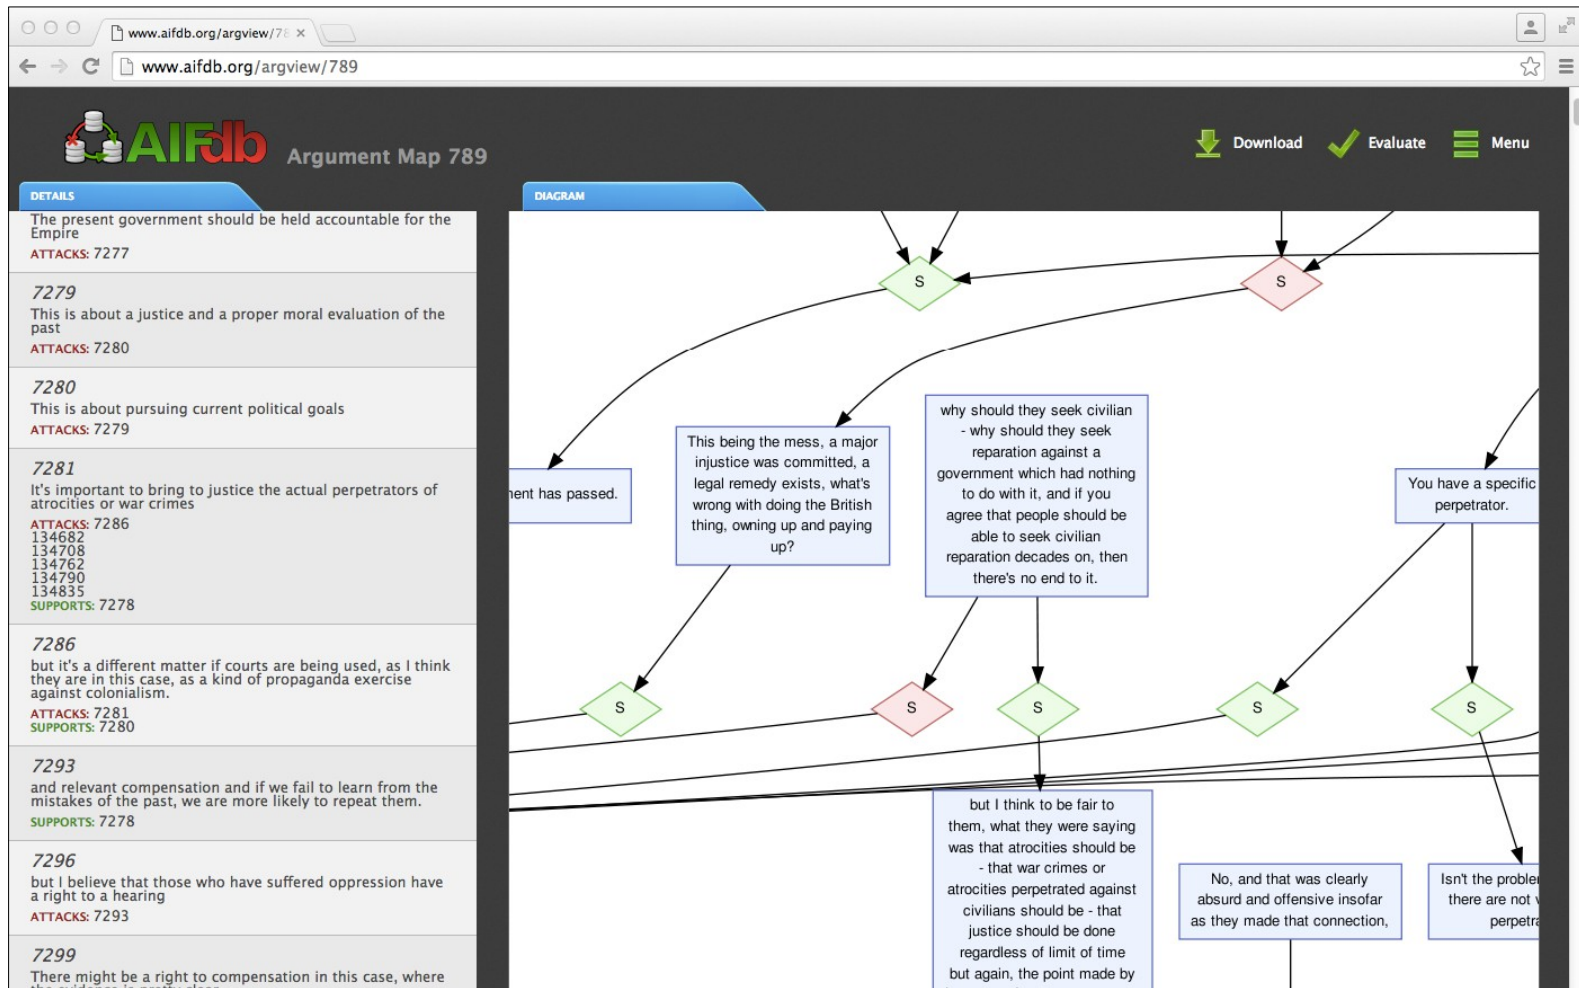 www.aifdb.org/argview/78
www.aifdb.org/argview/789
AIFdb
Argument Map 789
Download
Evaluate
Menu
DETAILS
DIAGRAM
The present government should be held accountable for the
Empire
ATTACKS: 7277
7279
This is about a justice and a proper moral evaluation of the
past
ATTACKS: 7280
7280
This is about pursuing current political goals
ATTACKS: 7279
7281
It's important to bring to justice the actual perpetrators of
atrocities or war crimes
ATTACKS: 7286
134682
134708
134762
134790
134835
SUPPORTS: 7278
7286
but it's a different matter if courts are being used, as I think
they are in this case, as a kind of propaganda exercise
against colonialism.
ATTACKS: 7281
SUPPORTS: 7280
7293
and relevant compensation and if we fail to learn from the
mistakes of the past, we are more likely to repeat them.
SUPPORTS: 7278
7296
but I believe that those who have suffered oppression have
a right to a hearing
ATTACKS: 7293
7299
There might be a right to compensation in this case, where
S
S
nent has passed.
This being the mess, a major
injustice was committed, a
legal remedy exists, what's
wrong with doing the British
thing, owning up and paying
up?
why should they seek civilian
- why should they seek
reparation against a
government which had nothing
to do with it, and if you
agree that people should be
able to seek civilian
reparation decades on, then
there's no end to it.
You have a specific
perpetrator.
S
S
S
S
S
but I think to be fair to
them, what they were saying
was that atrocities should be
- that war crimes or
atrocities perpetrated against
civilians should be - that
justice should be done
regardless of limit of time
but again, the point made by
No, and that was clearly
absurd and offensive insofar
as they made that connection,
Isn't the proble
there are not
perpetra